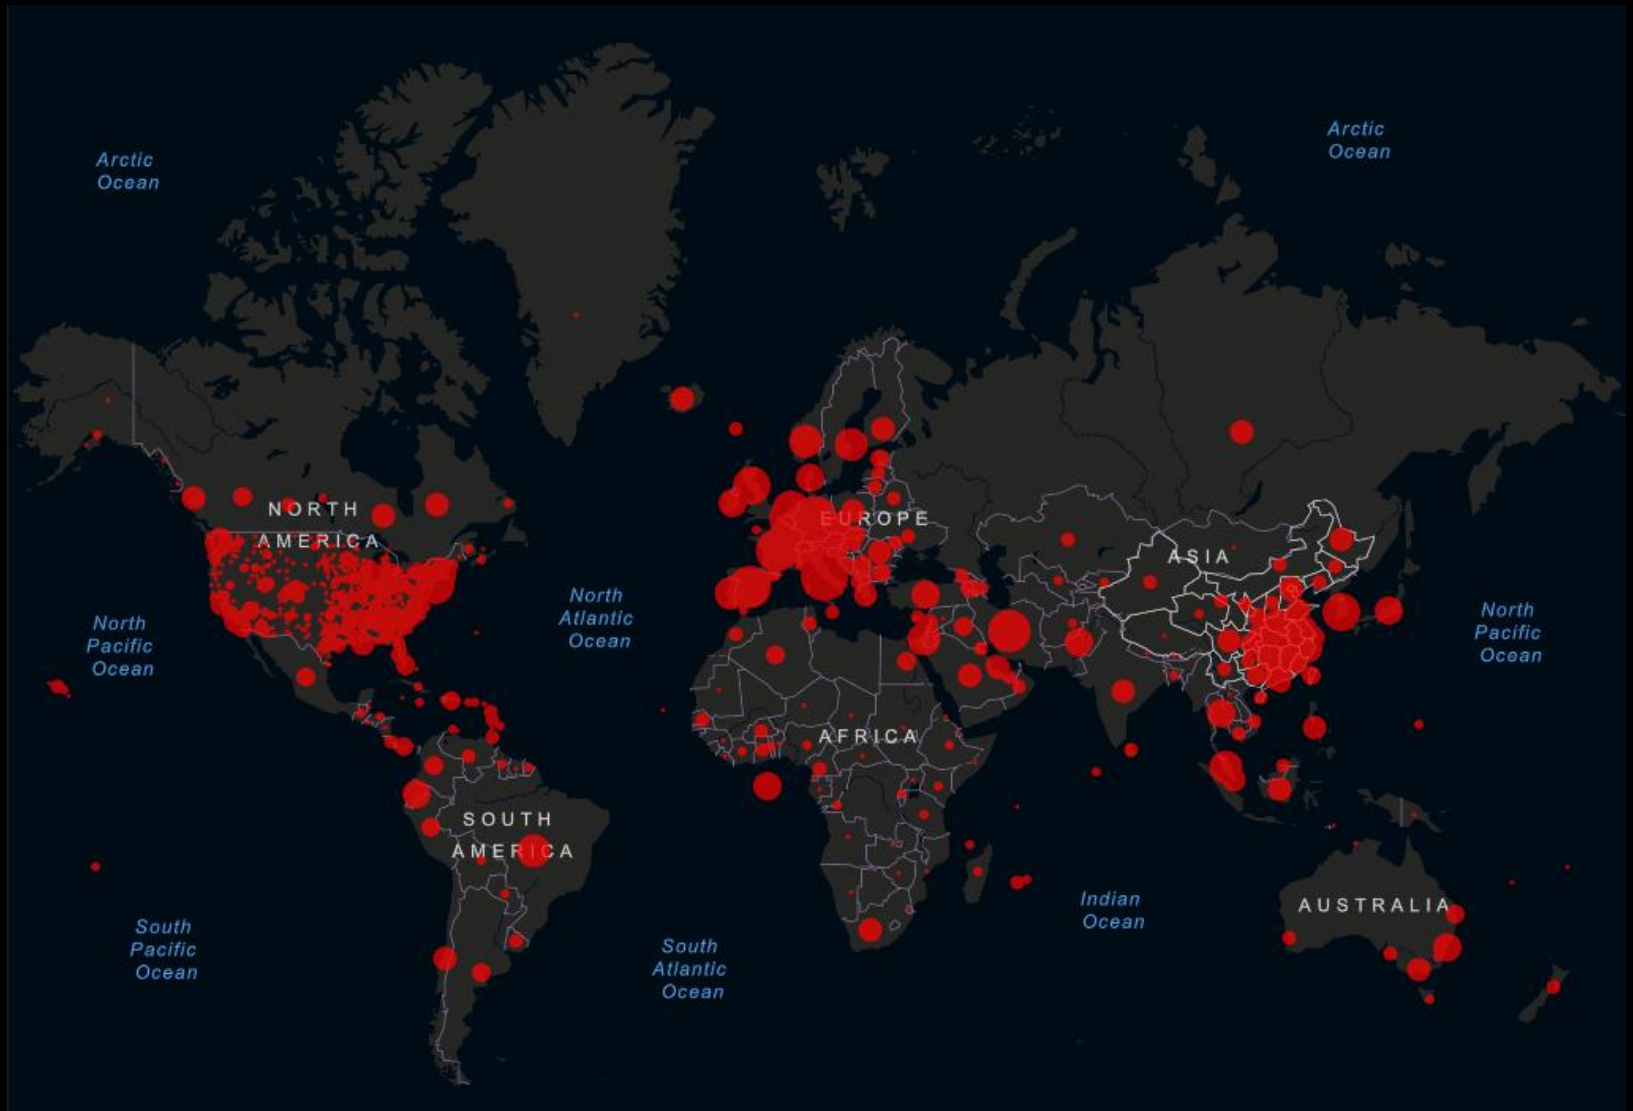 Arctic
Ocean
Arctic
Ocean
NORTH
AMERICA
EUROPE
ASIA
North
Pacific
Ocean
North
Atlantic
Ocean
North
Pacific
Ocean
AFRICA
SOUTH
AMERICA
Indian
Ocean
AUSTRALIA
South
Pacific
Ocean
South
Atlantic
Ocean